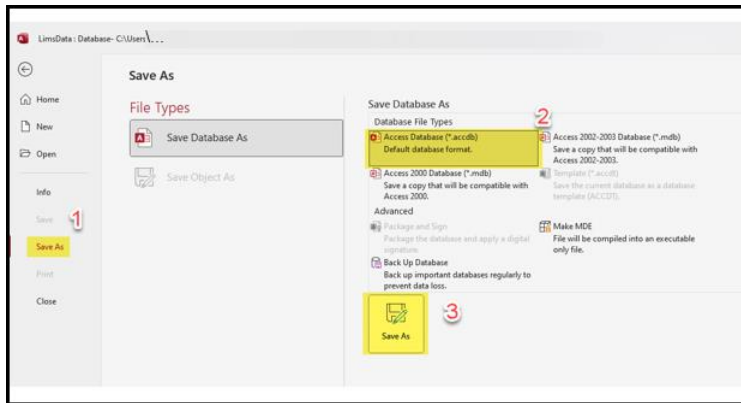 LimsData : Database- C:\Users\...
Save As
Home
New
Open
Info
Save
1
Save As
Print
Close
File Types
Save Database As
Save Object As
Save Database As
Database File Types
2
Access Database (*.accdb)
Default database format.
Access 2002-2003 Database (*.mdb)
Save a copy that will be compatible with
Access 2002-2003.
Access 2000 Database (*.mdb)
Save a copy that will be compatible with
Access 2000.
Template (*.accdt)
Save the current database as a database
template (ACCDT).
Advanced
Package and Sign
Package the database and apply a digital
signature.
Make MDE
File will be compiled into an executable
only file.
Back Up Database
Back up important databases regularly to
prevent data loss.
Save As
3